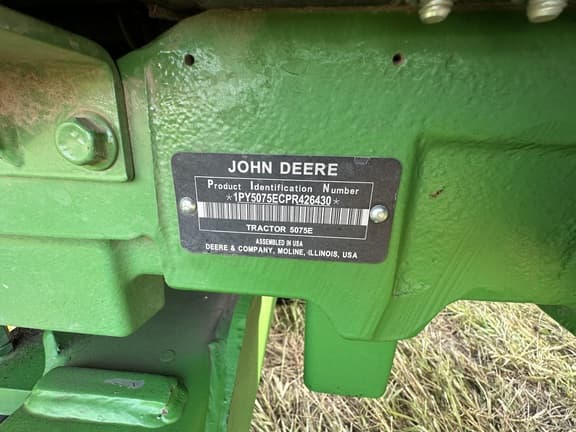 JOHN DEERE
Product Identification Number
*1PY5075ECPR426430*
TRACTOR 5075E
ASSEMBLED IN USA
DEERE & COMPANY, MOLINE, ILLINOIS, USA